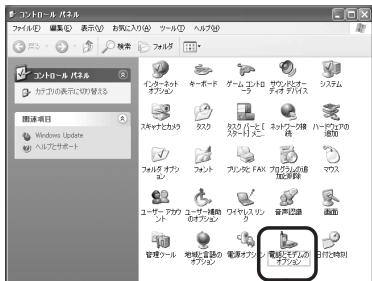 コントロール パネル
ファイル(F) 編集(E) 表示(V) お気に入り(A) ツール(T) ヘルプ(H)
戻る 検索 フォルダ
コントロール パネル
カテゴリの表示に切り替える
関連項目
Windows Update
ヘルプとサポート
インターネット オプション
キーボード
ゲーム コントローラ
サウンドとオーディオ デバイス
システム
スキャナとカメラ
タスク
タスク バーと [スタート] メニ...
ネットワーク接続
ハードウェアの追加
フォルダ オプション
フォント
プリンタと FAX
プログラムの追加と削除
マウス
ユーザー アカウント
ユーザー補助のオプション
ワイヤレス リンク
音声認識
画面
管理ツール
地域と言語のオプション
電源オプション
電話とモデムのオプション
日付と時刻